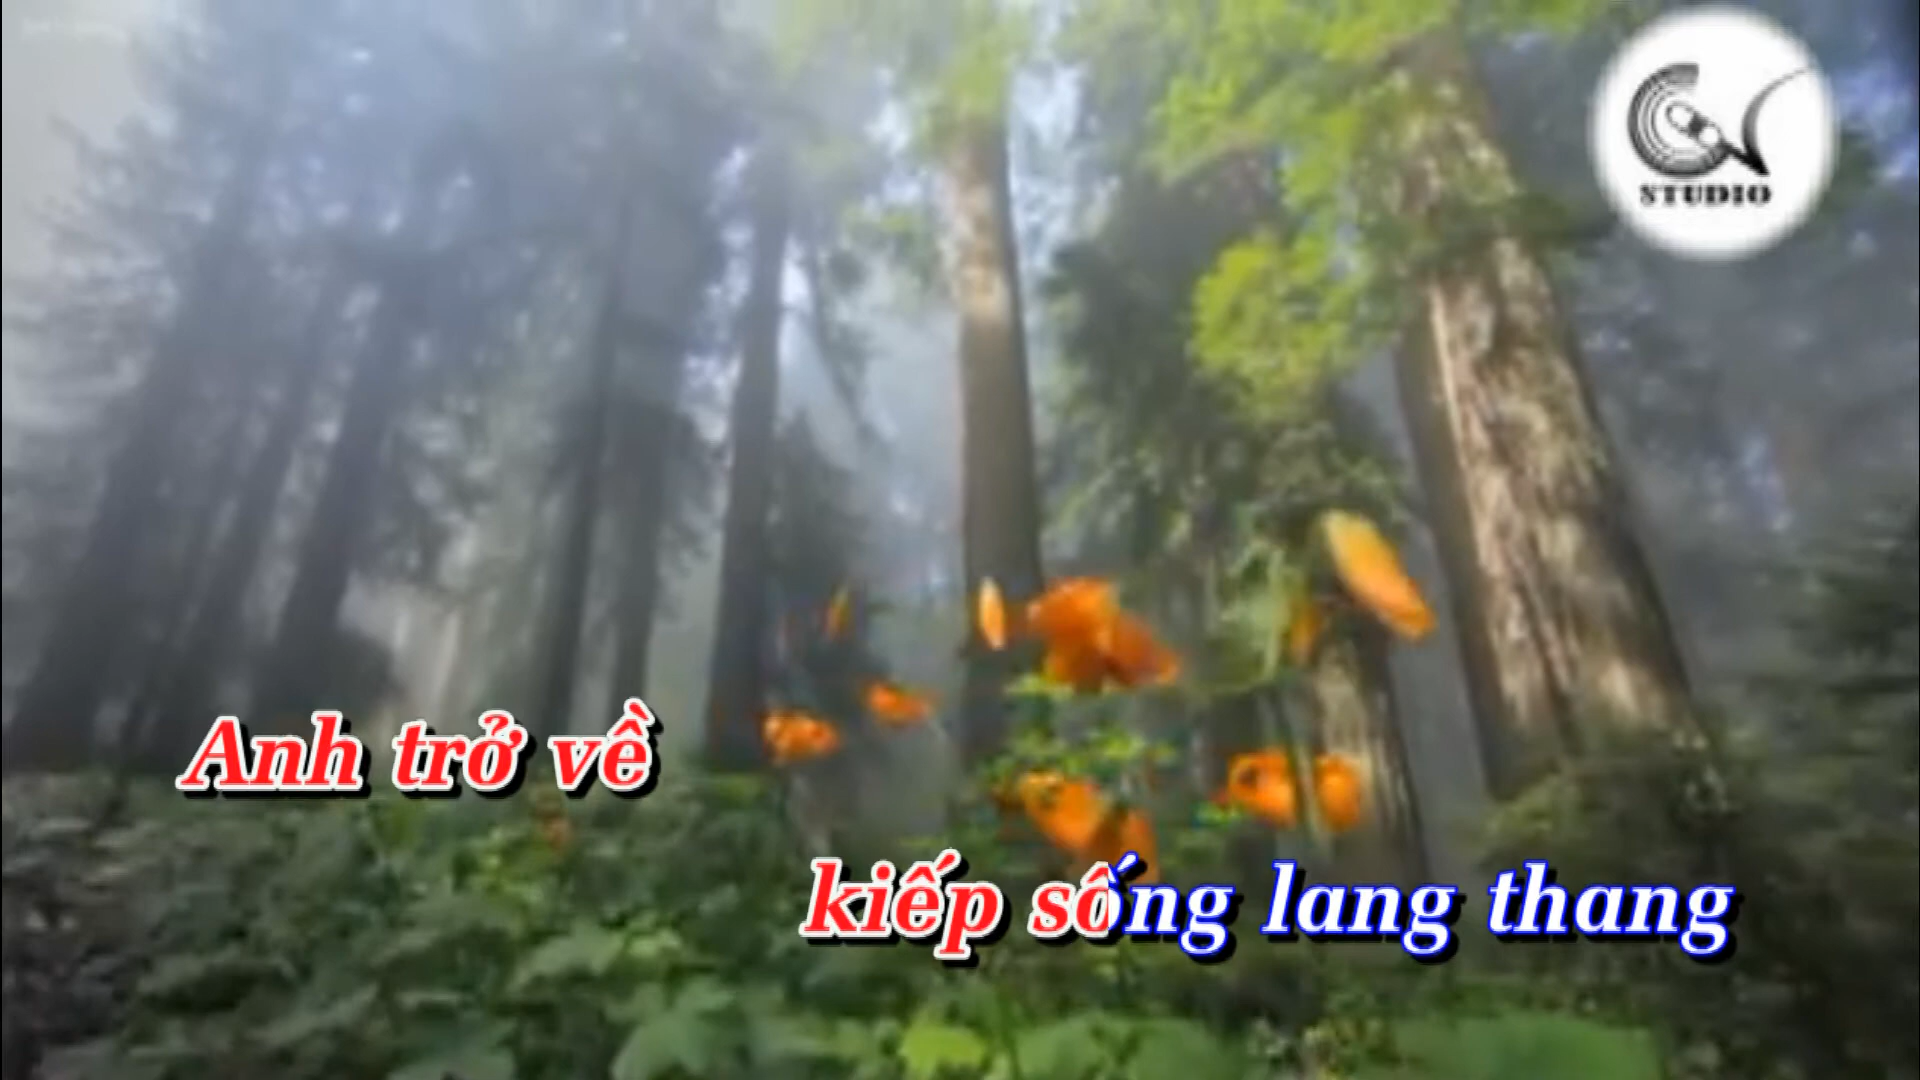 STUDIO
Anh trở về
kiếp sống lang thang